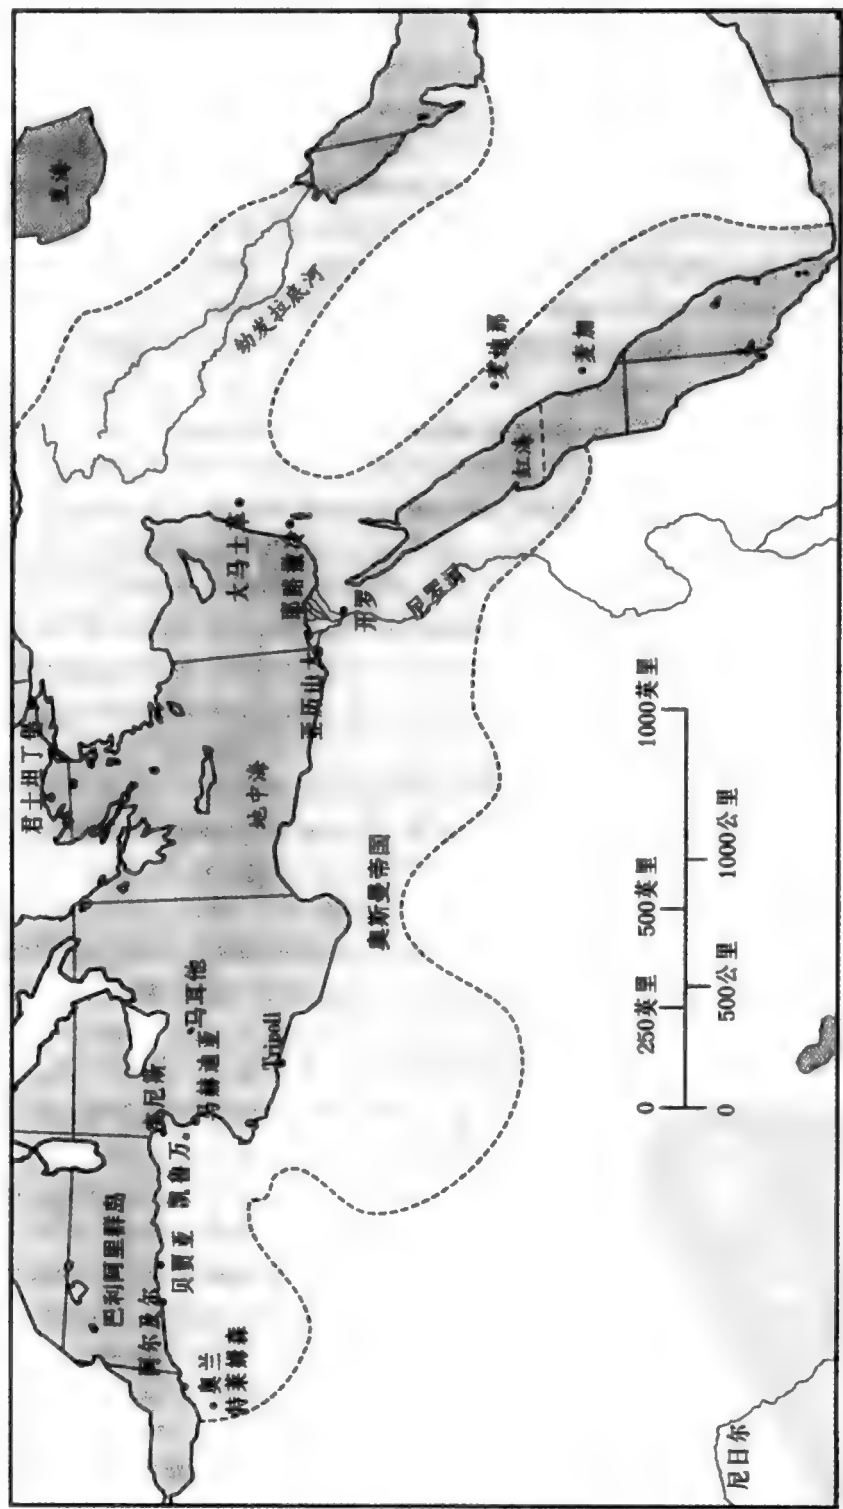 里海
君士坦丁堡
幼发拉底河
大马士革
耶路撒冷
麦地那
麦加
红海
开罗
尼罗河
亚历山大
地中海
奥斯曼帝国
马耳他
马赫迪亚
Tripoli
突尼斯
凯鲁万
巴利阿里群岛
贝贾亚
阿尔及尔
奥兰
特莱姆森
尼日尔
0 250英里 500英里 1000英里
0 500公里 1000公里